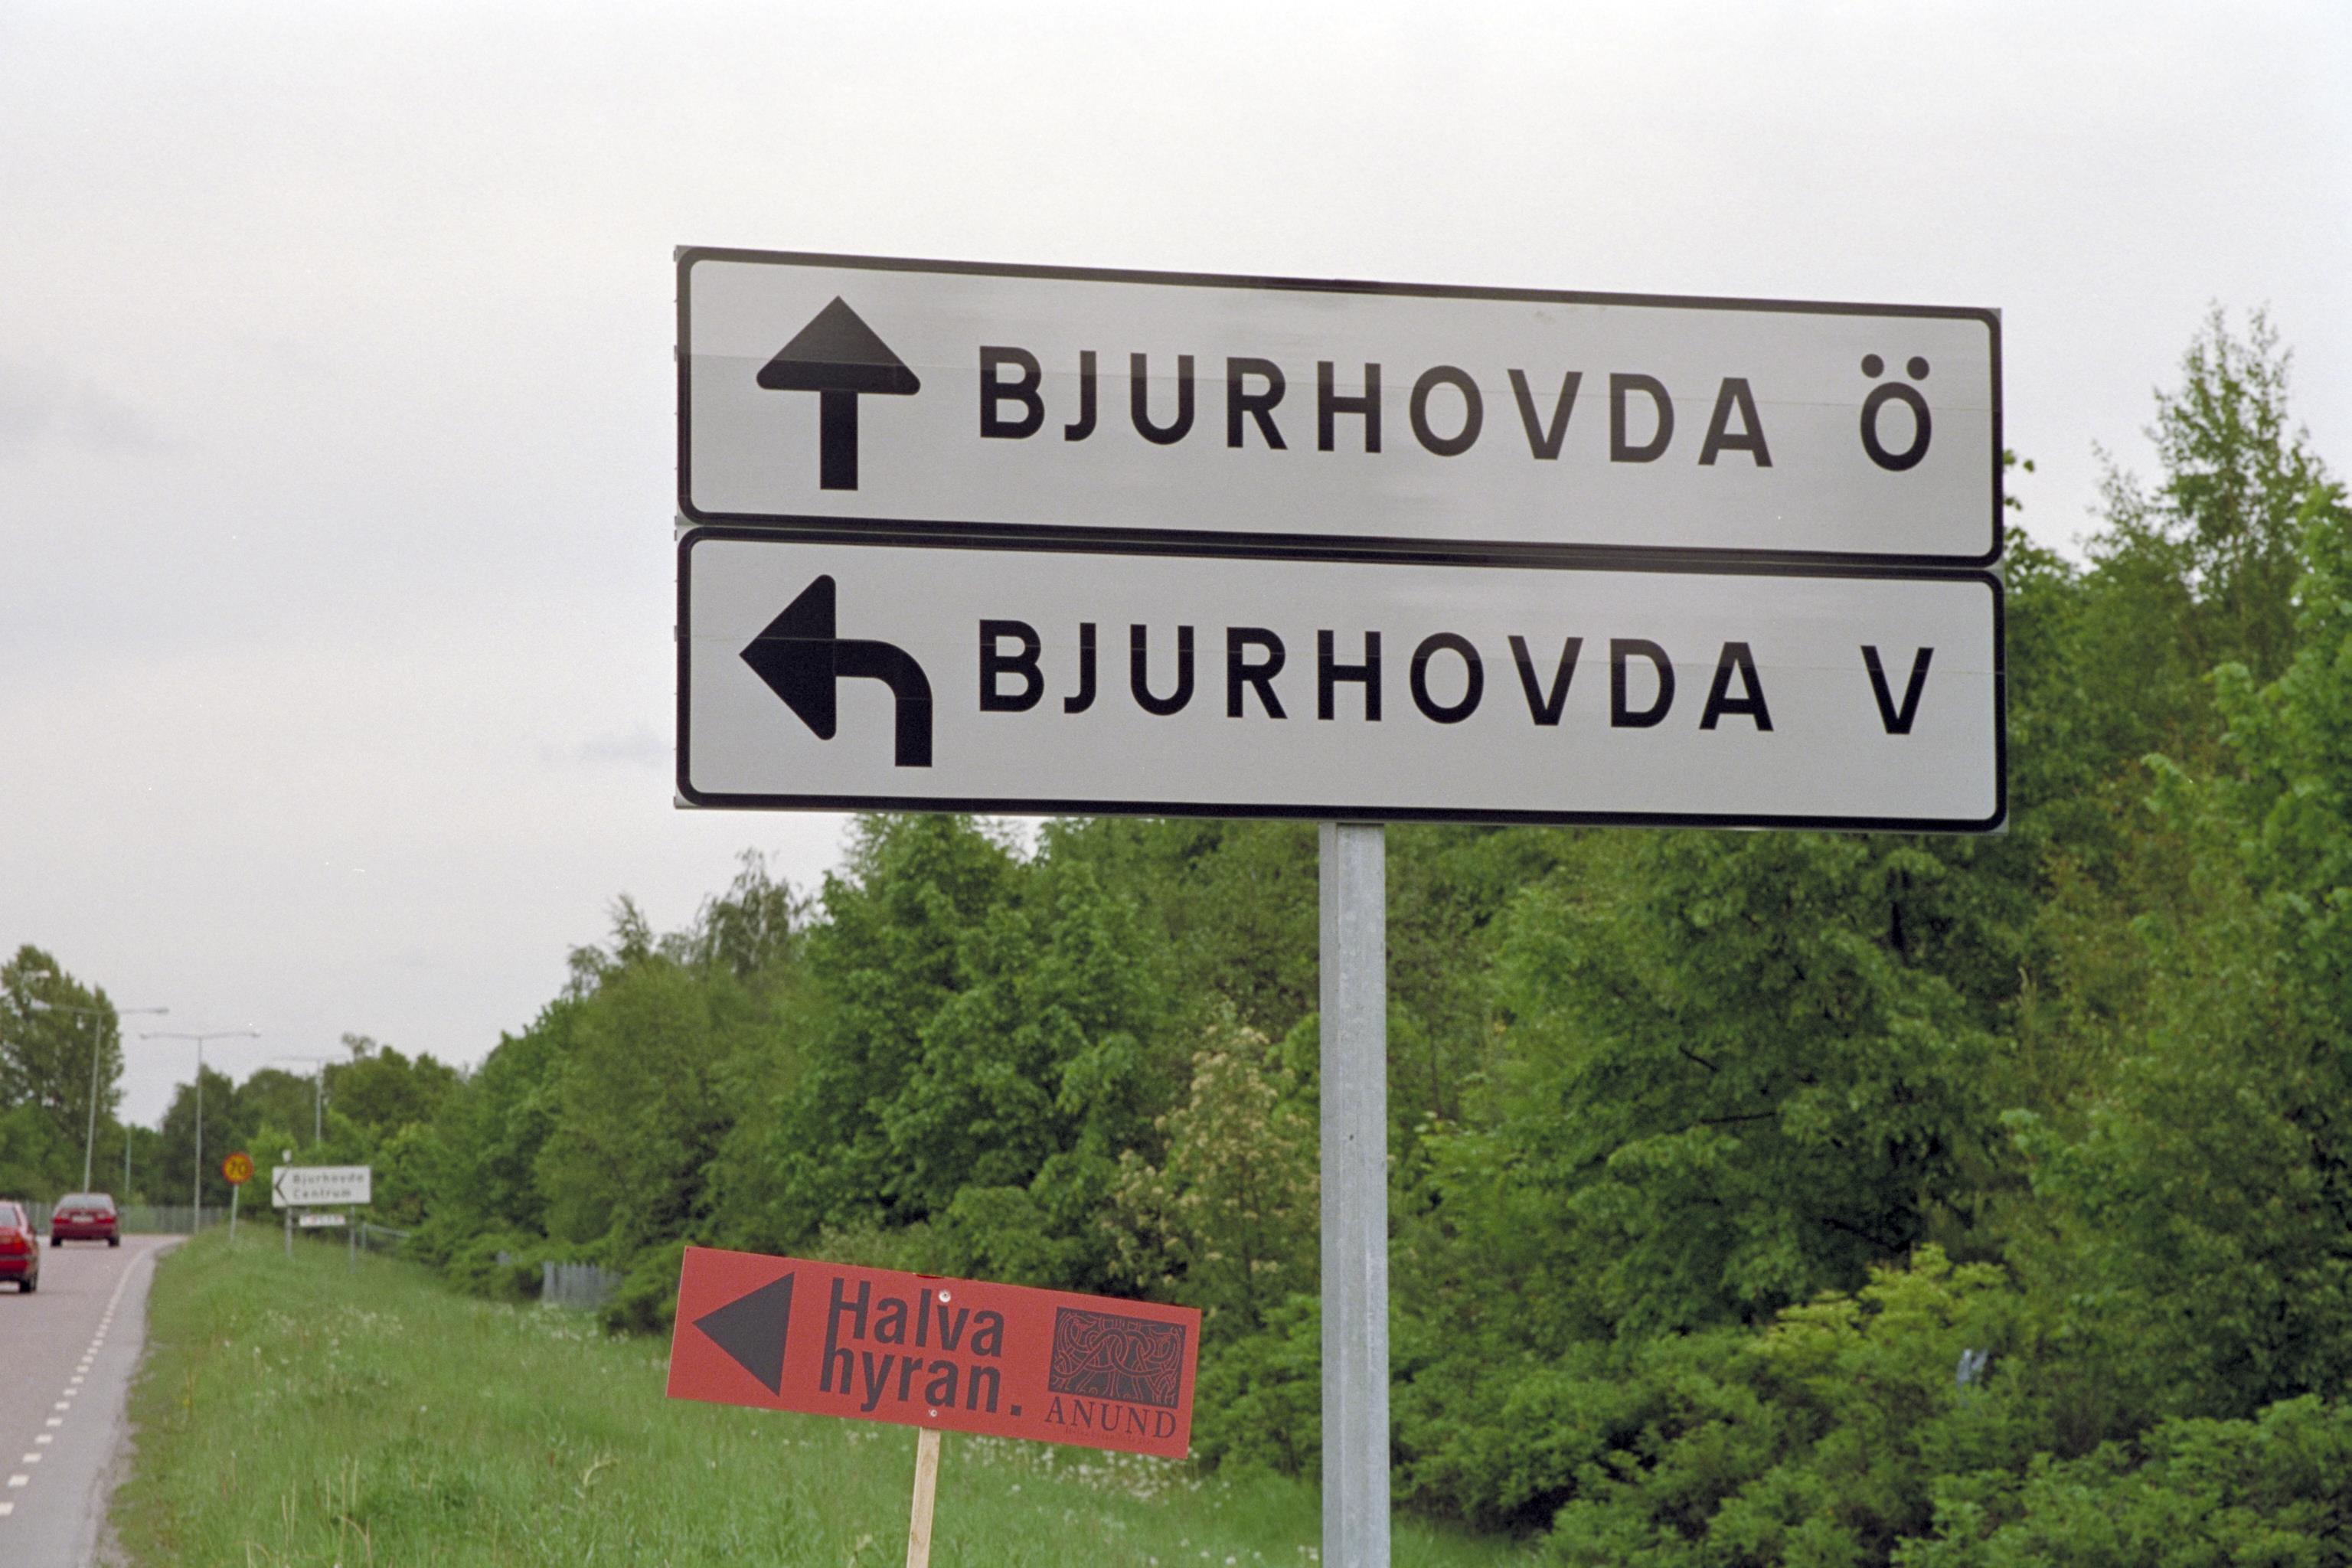 BJURHOVDA Ö
BJURHOVDA V
70
Bjurhovda
Centrum
Halva
hyran.
ANUND